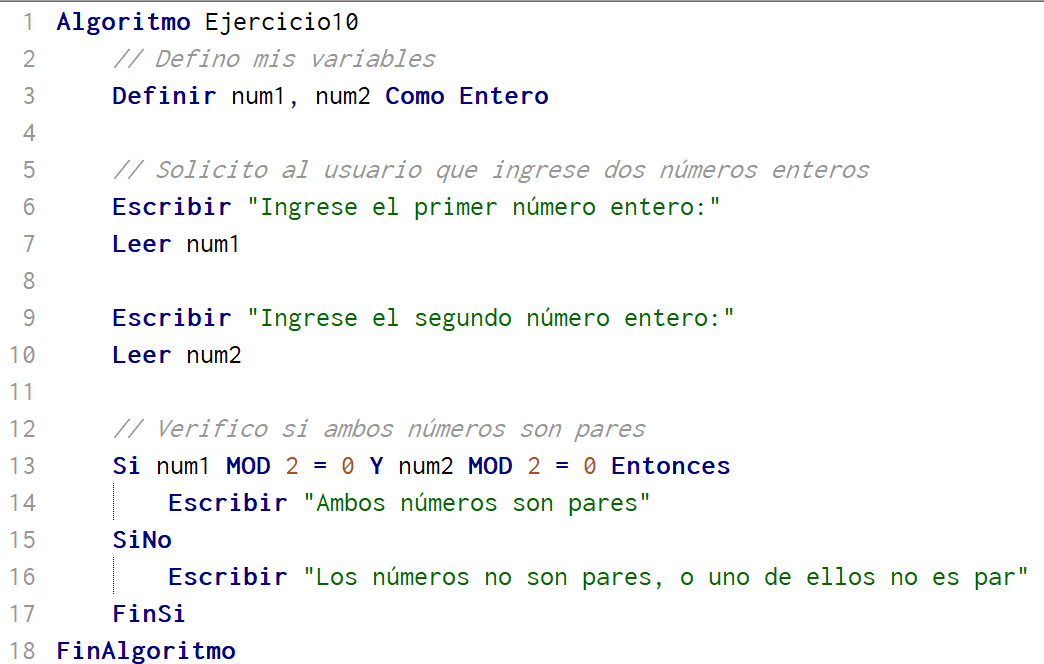 1 Algoritmo Ejercicio10
2 // Defino mis variables
3 Definir num1, num2 Como Entero
4
5 // Solicito al usuario que ingrese dos números enteros
6 Escribir "Ingrese el primer número entero:"
7 Leer num1
8
9 Escribir "Ingrese el segundo número entero:"
10 Leer num2
11
12 // Verifico si ambos números son pares
13 Si num1 MOD 2 = 0 Y num2 MOD 2 = 0 Entonces
14 Escribir "Ambos números son pares"
15 SiNo
16 Escribir "Los números no son pares, o uno de ellos no es par"
17 FinSi
18 FinAlgoritmo